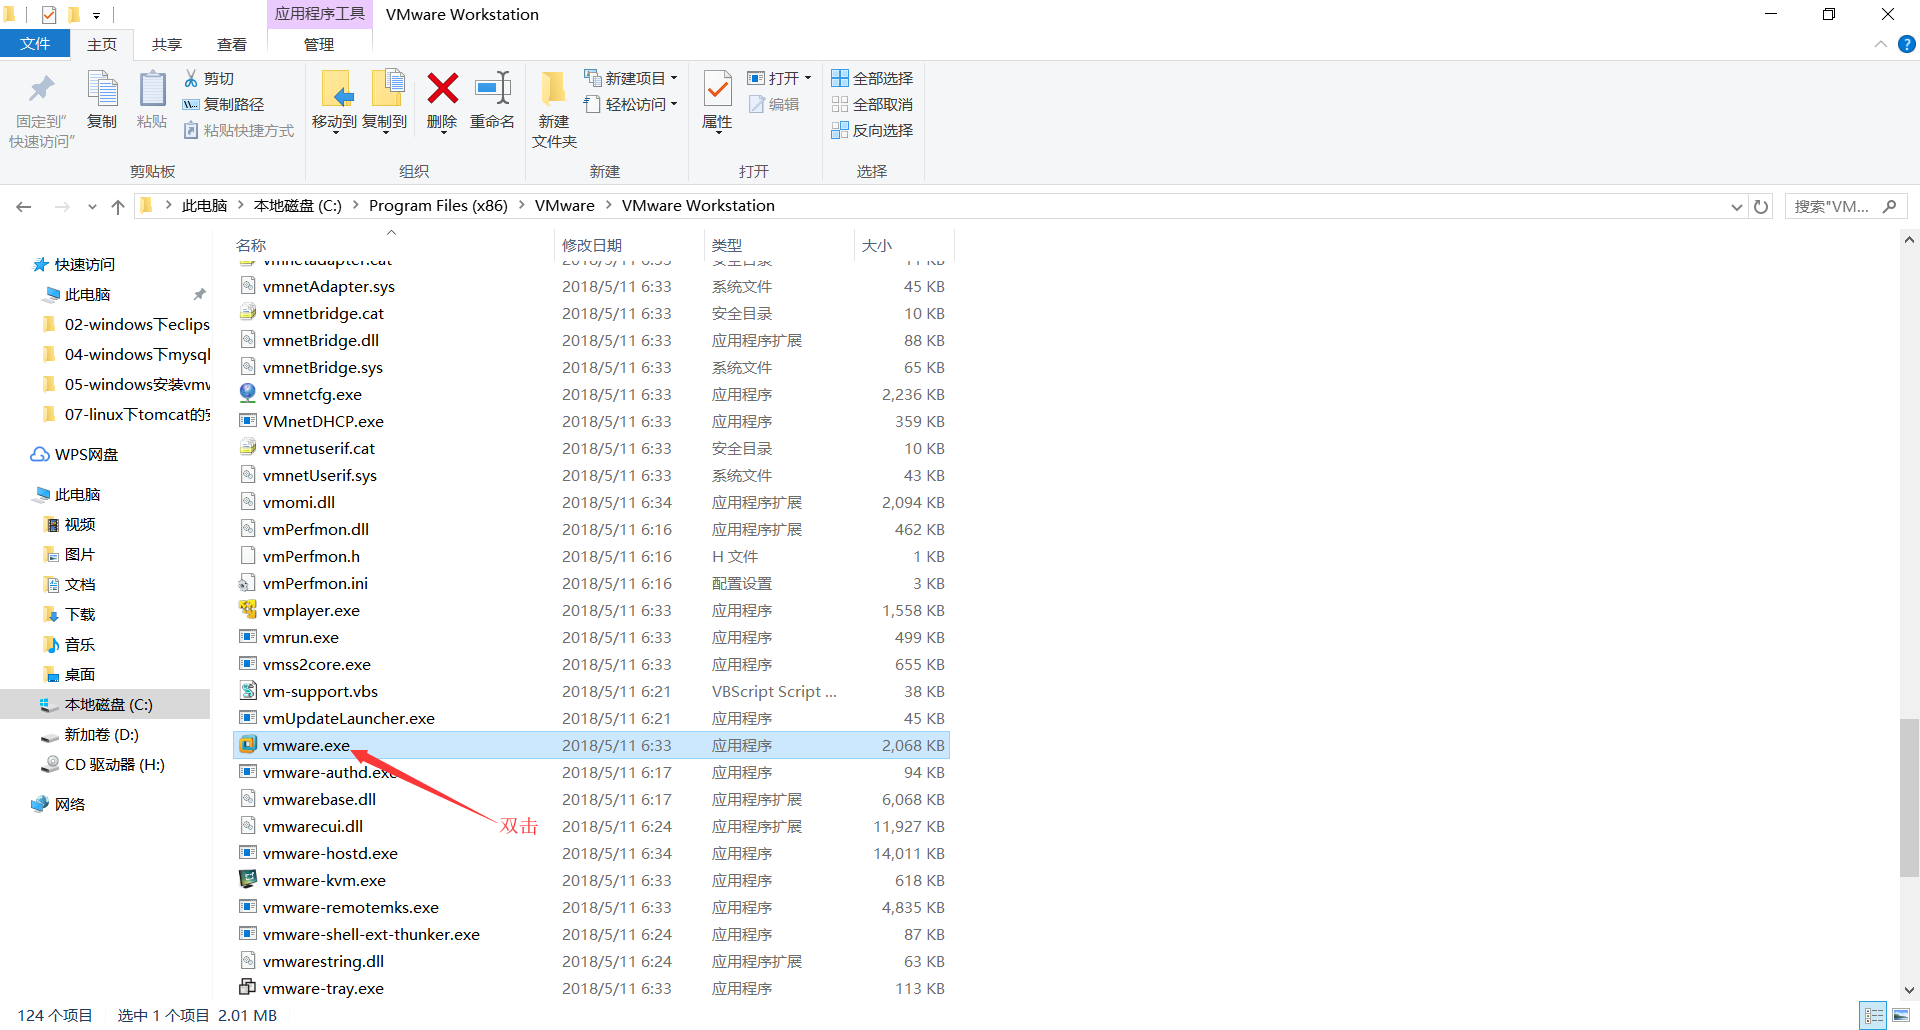 应用程序工具
VMware Workstation
文件
主页
共享
查看
管理
固定到"
快速访问"
复制
粘贴
剪切
复制路径
粘贴快捷方式
剪贴板
移动到
复制到
删除
重命名
组织
新建
文件夹
新建项目
轻松访问
新建
属性
打开
编辑
打开
全部选择
全部取消
反向选择
选择
此电脑 本地磁盘 (C:) Program Files (x86) VMware VMware Workstation
搜索"VM...
名称 修改日期 类型 大小
快速访问
此电脑
02-windows下eclips
04-windows下mysql
05-windows安装vmw
07-linux下tomcat的安
WPS网盘
此电脑
视频
图片
文档
下载
音乐
桌面
本地磁盘 (C:)
新加卷 (D:)
CD 驱动器 (H:)
网络
vmnetadapter.cat 2018/5/11 6:33 安全目录 11 KB
vmnetAdapter.sys 2018/5/11 6:33 系统文件 45 KB
vmnetbridge.cat 2018/5/11 6:33 安全目录 10 KB
vmnetBridge.dll 2018/5/11 6:33 应用程序扩展 88 KB
vmnetBridge.sys 2018/5/11 6:33 系统文件 65 KB
vmnetcfg.exe 2018/5/11 6:33 应用程序 2,236 KB
VMnetDHCP.exe 2018/5/11 6:33 应用程序 359 KB
vmnetuserif.cat 2018/5/11 6:33 安全目录 10 KB
vmnetUserif.sys 2018/5/11 6:33 系统文件 43 KB
vmomi.dll 2018/5/11 6:34 应用程序扩展 2,094 KB
vmPerfmon.dll 2018/5/11 6:16 应用程序扩展 462 KB
vmPerfmon.h 2018/5/11 6:16 H 文件 1 KB
vmPerfmon.ini 2018/5/11 6:16 配置设置 3 KB
vmplayer.exe 2018/5/11 6:33 应用程序 1,558 KB
vmrun.exe 2018/5/11 6:33 应用程序 499 KB
vmss2core.exe 2018/5/11 6:33 应用程序 655 KB
vm-support.vbs 2018/5/11 6:21 VBScript Script ... 38 KB
vmUpdateLauncher.exe 2018/5/11 6:21 应用程序 45 KB
vmware.exe 2018/5/11 6:33 应用程序 2,068 KB
vmware-authd.exe 2018/5/11 6:17 应用程序 94 KB
vmwarebase.dll 2018/5/11 6:17 应用程序扩展 6,068 KB
双击
vmwarecui.dll 2018/5/11 6:24 应用程序扩展 11,927 KB
vmware-hostd.exe 2018/5/11 6:34 应用程序 14,011 KB
vmware-kvm.exe 2018/5/11 6:33 应用程序 618 KB
vmware-remotemks.exe 2018/5/11 6:33 应用程序 4,835 KB
vmware-shell-ext-thunker.exe 2018/5/11 6:24 应用程序 87 KB
vmwarestring.dll 2018/5/11 6:24 应用程序扩展 63 KB
vmware-tray.exe 2018/5/11 6:33 应用程序 113 KB
124 个项目 选中 1 个项目 2.01 MB